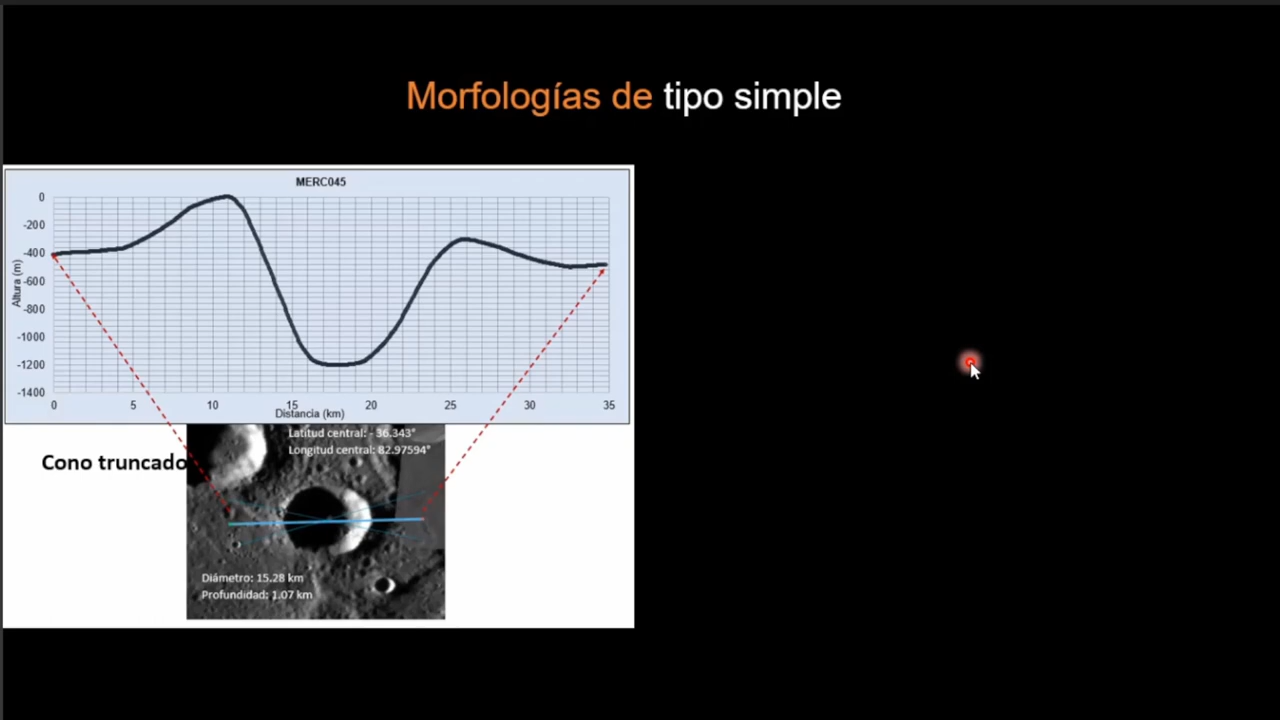 Morfologías de tipo simple
MERC045
Altura (m)
0
-200
-400
-600
-800
-1000
-1200
-1400
0 5 10 15 20 25 30 35
Distancia (km)
Latitud central: - 36.343°
Longitud central: 82.97594°
Cono truncado
Diámetro: 15.28 km
Profundidad: 1.07 km